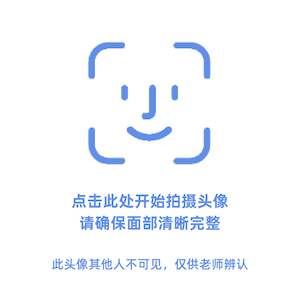 点击此处开始拍摄头像
请确保面部清晰完整
此头像其他人不可见，仅供老师辨认